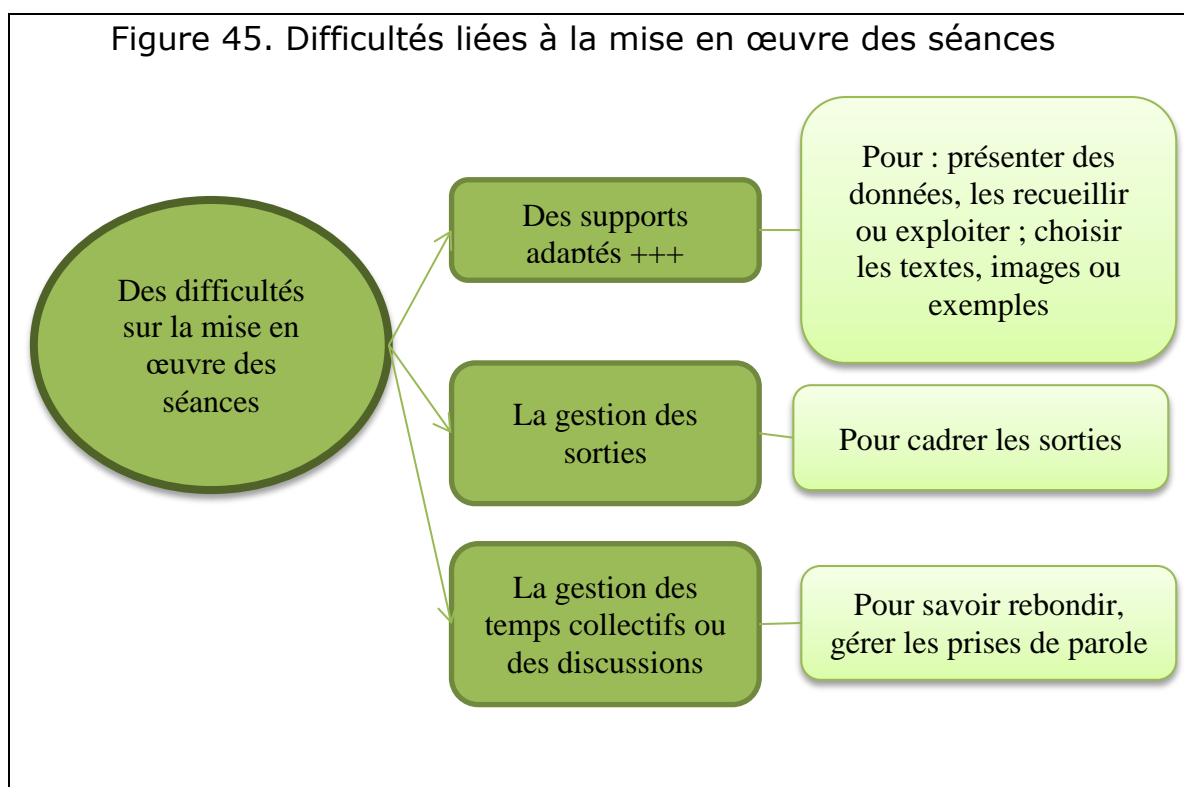 Figure 45. Difficultés liées à la mise en œuvre des séances
Des difficultés
sur la mise en
œuvre des
séances
Des supports
adaptés +++
Pour : présenter des
données, les recueillir
ou exploiter ; choisir
les textes, images ou
exemples
La gestion des
sorties
Pour cadrer les sorties
La gestion des
temps collectifs ou
des discussions
Pour savoir rebondir,
gérer les prises de parole